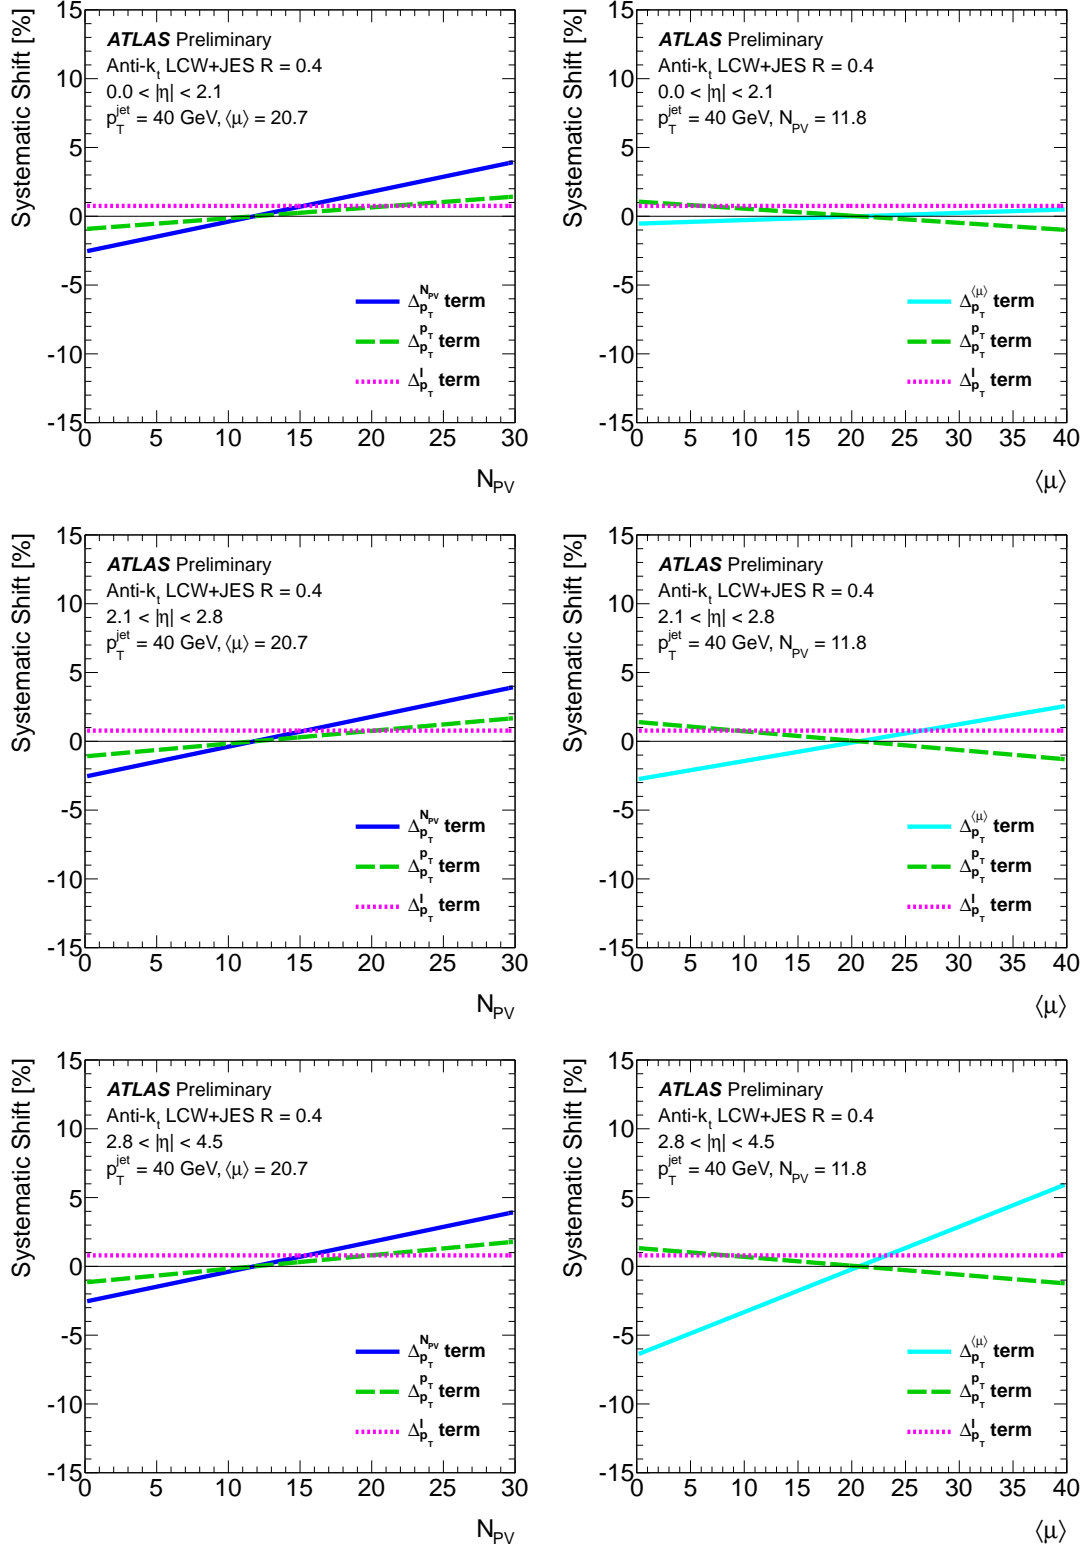 Systematic Shift [%]
15
10
5
0
-5
-10
-15
ATLAS Preliminary
Anti-kt LCW+JES R = 0.4
0.0 < |η| < 2.1
pTjet = 40 GeV, ⟨μ⟩ = 20.7
ΔpTNPV term
ΔpTpT term
ΔpTI term
0 5 10 15 20 25 30
NPV
Systematic Shift [%]
15
10
5
0
-5
-10
-15
ATLAS Preliminary
Anti-kt LCW+JES R = 0.4
0.0 < |η| < 2.1
pTjet = 40 GeV, NPV = 11.8
ΔpT⟨μ⟩ term
ΔpTpT term
ΔpTI term
0 5 10 15 20 25 30 35 40
⟨μ⟩
Systematic Shift [%]
15
10
5
0
-5
-10
-15
ATLAS Preliminary
Anti-kt LCW+JES R = 0.4
2.1 < |η| < 2.8
pTjet = 40 GeV, ⟨μ⟩ = 20.7
ΔpTNPV term
ΔpTpT term
ΔpTI term
0 5 10 15 20 25 30
NPV
Systematic Shift [%]
15
10
5
0
-5
-10
-15
ATLAS Preliminary
Anti-kt LCW+JES R = 0.4
2.1 < |η| < 2.8
pTjet = 40 GeV, NPV = 11.8
ΔpT⟨μ⟩ term
ΔpTpT term
ΔpTI term
0 5 10 15 20 25 30 35 40
⟨μ⟩
Systematic Shift [%]
15
10
5
0
-5
-10
-15
ATLAS Preliminary
Anti-kt LCW+JES R = 0.4
2.8 < |η| < 4.5
pTjet = 40 GeV, ⟨μ⟩ = 20.7
ΔpTNPV term
ΔpTpT term
ΔpTI term
0 5 10 15 20 25 30
NPV
Systematic Shift [%]
15
10
5
0
-5
-10
-15
ATLAS Preliminary
Anti-kt LCW+JES R = 0.4
2.8 < |η| < 4.5
pTjet = 40 GeV, NPV = 11.8
ΔpT⟨μ⟩ term
ΔpTpT term
ΔpTI term
0 5 10 15 20 25 30 35 40
⟨μ⟩